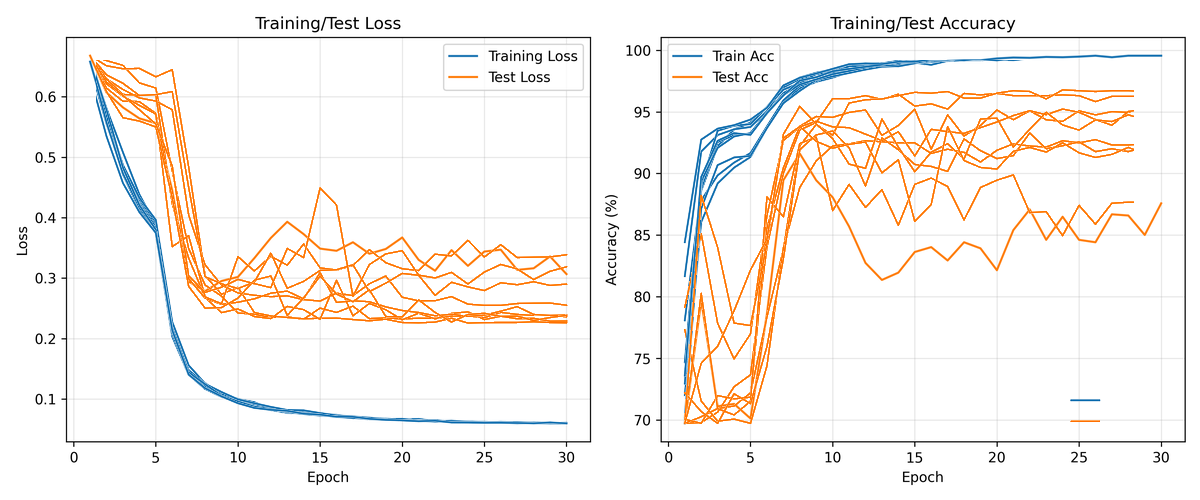 Training/Test Loss
Training Loss
Test Loss
0.6
0.5
0.4
0.3
0.2
0.1
Loss
0
5
10
15
20
25
30
Epoch
Training/Test Accuracy
Train Acc
Test Acc
100
95
90
85
80
75
70
Accuracy (%)
0
5
10
15
20
25
30
Epoch